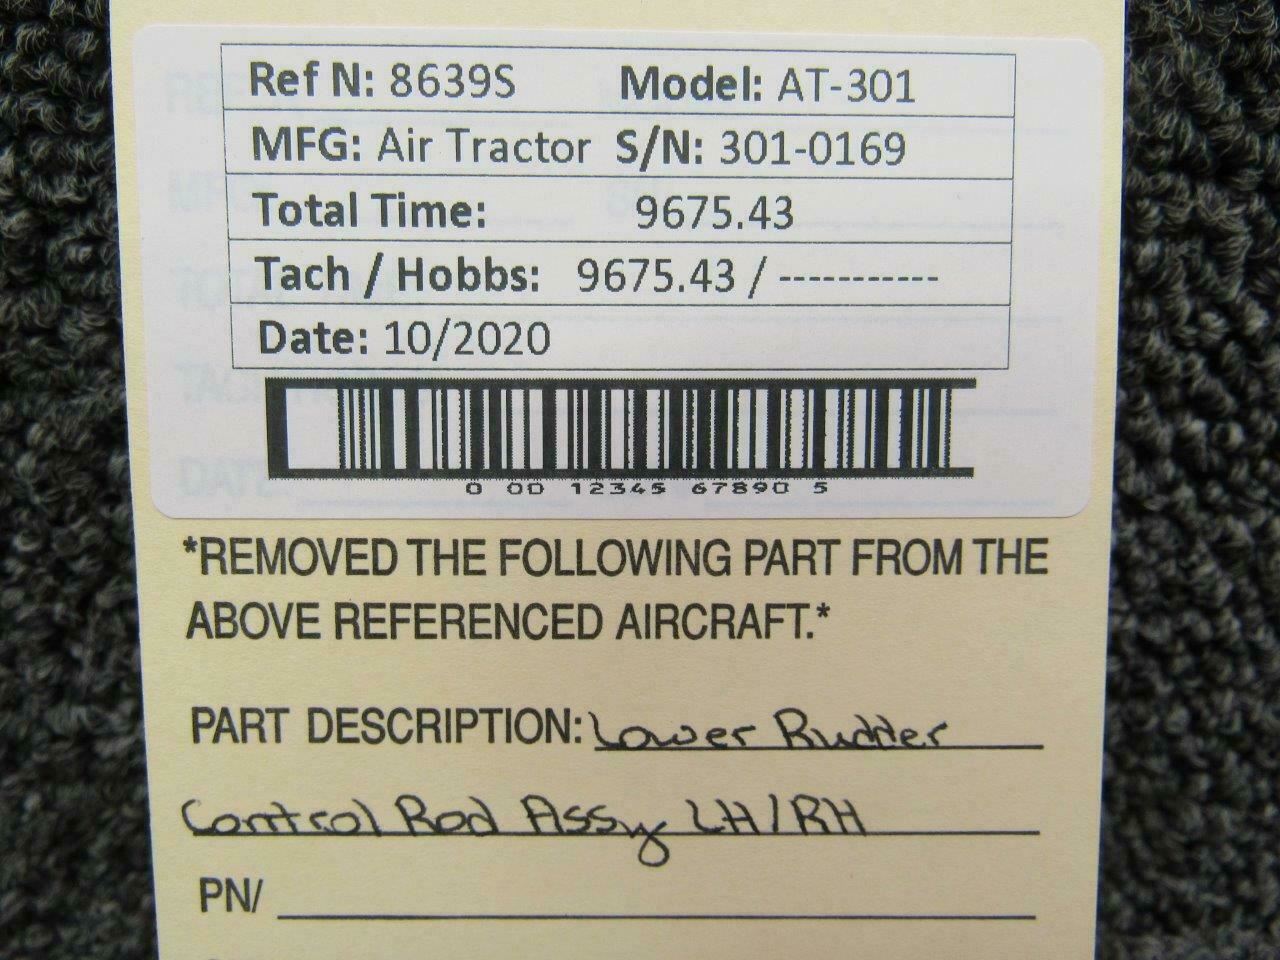 Ref N: 8639S Model: AT-301
MFG: Air Tractor S/N: 301-0169
Total Time: 9675.43
Tach / Hobbs: 9675.43 / -----------
Date: 10/2020
0 00 12345 67890 5
*REMOVED THE FOLLOWING PART FROM THE
ABOVE REFERENCED AIRCRAFT.*
PART DESCRIPTION: Lower Rudder
Control Rod Assy LH/RH
PN/